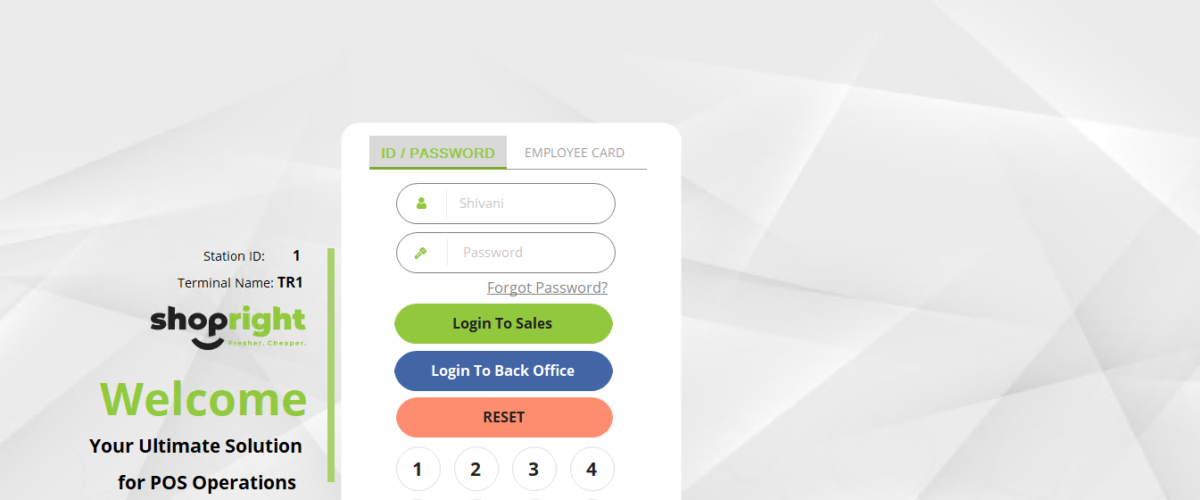 ID / PASSWORD EMPLOYEE CARD
Shivani
Password
Forgot Password?
Login To Sales
Login To Back Office
RESET
1 2 3 4
Station ID: 1
Terminal Name: TR1
shopright
Fresher. Cheaper.
Welcome
Your Ultimate Solution
for POS Operations